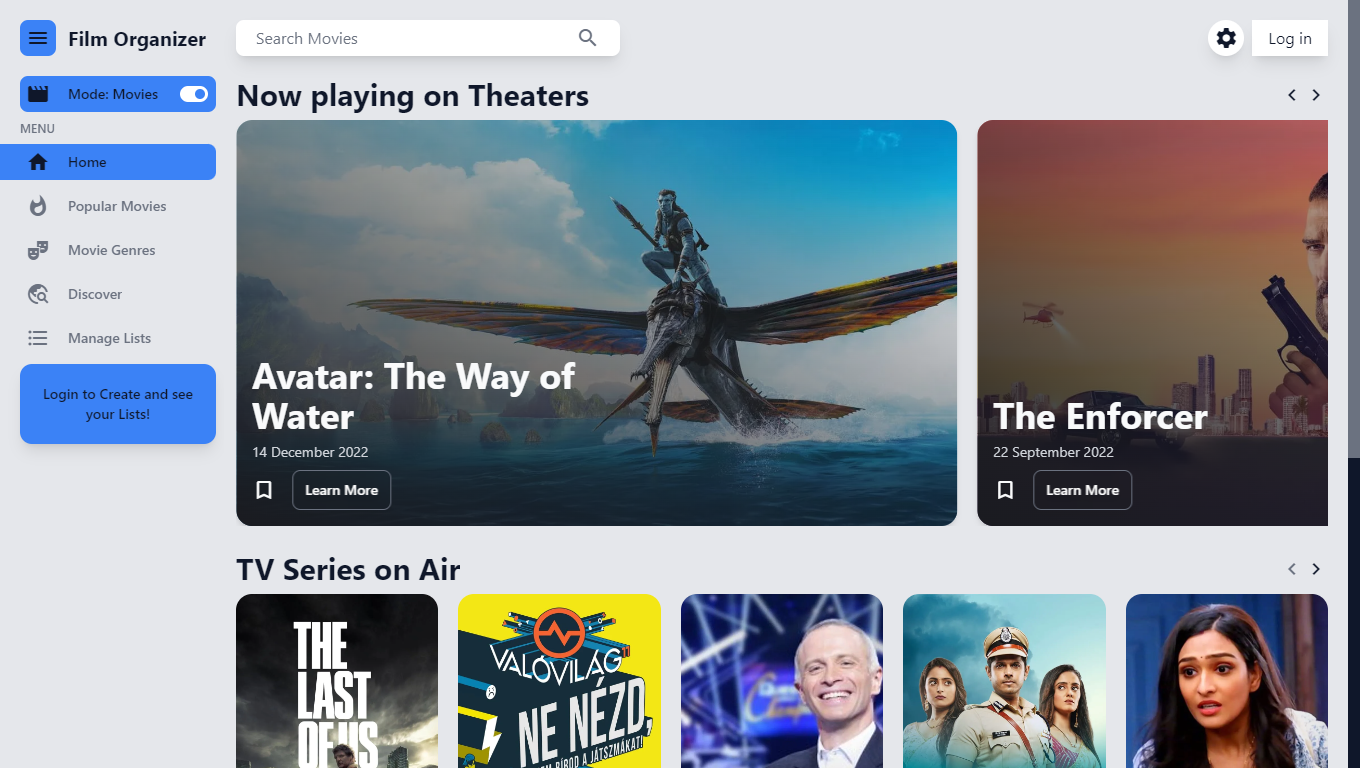 Film Organizer
Search Movies
Log in
Mode: Movies
MENU
Home
Popular Movies
Movie Genres
Discover
Manage Lists
Login to Create and see
your Lists!
Now playing on Theaters
Avatar: The Way of
Water
14 December 2022
Learn More
The Enforcer
22 September 2022
Learn More
TV Series on Air
THE
LAST
OF US
VALÓVILÁG
NE NÉZD,
BÍROD A JÁTSZMÁKAT!